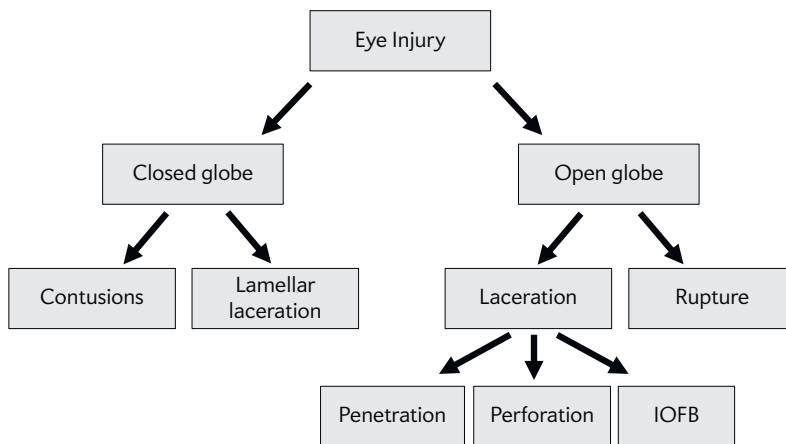 Eye Injury
Closed globe
Open globe
Contusions
Lamellar
laceration
Laceration
Rupture
Penetration
Perforation
IOFB